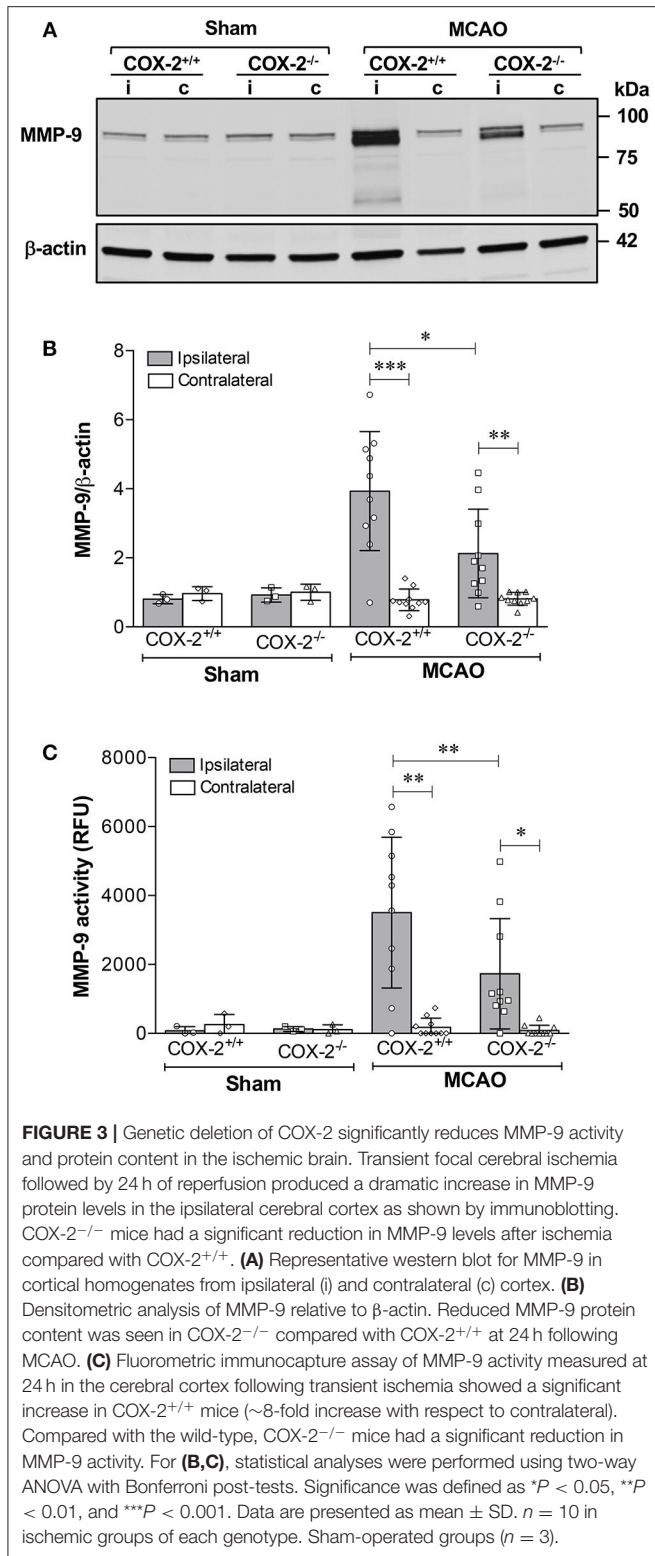 A
Sham MCAO
COX-2+/+ COX-2-/- COX-2+/+ COX-2-/-
i c i c i c i c kDa
MMP-9
100
75
50
β-actin
42
B
Ipsilateral
Contralateral
MMP-9/β-actin
8
6
4
2
0
*
***
**
COX-2+/+ COX-2-/- COX-2+/+ COX-2-/-
Sham MCAO
C
Ipsilateral
Contralateral
MMP-9 activity (RFU)
8000
6000
4000
2000
0
**
**
*
COX-2+/+ COX-2-/- COX-2+/+ COX-2-/-
Sham MCAO
FIGURE 3 | Genetic deletion of COX-2 significantly reduces MMP-9 activity
and protein content in the ischemic brain. Transient focal cerebral ischemia
followed by 24 h of reperfusion produced a dramatic increase in MMP-9
protein levels in the ipsilateral cerebral cortex as shown by immunoblotting.
COX-2−/− mice had a significant reduction in MMP-9 levels after ischemia
compared with COX-2+/+. (A) Representative western blot for MMP-9 in
cortical homogenates from ipsilateral (i) and contralateral (c) cortex. (B)
Densitometric analysis of MMP-9 relative to β-actin. Reduced MMP-9 protein
content was seen in COX-2−/− compared with COX-2+/+ at 24 h following
MCAO. (C) Fluorometric immunocapture assay of MMP-9 activity measured at
24 h in the cerebral cortex following transient ischemia showed a significant
increase in COX-2+/+ mice (~8-fold increase with respect to contralateral).
Compared with the wild-type, COX-2−/− mice had a significant reduction in
MMP-9 activity. For (B,C), statistical analyses were performed using two-way
ANOVA with Bonferroni post-tests. Significance was defined as *P < 0.05, **P
< 0.01, and ***P < 0.001. Data are presented as mean ± SD. n = 10 in
ischemic groups of each genotype. Sham-operated groups (n = 3).